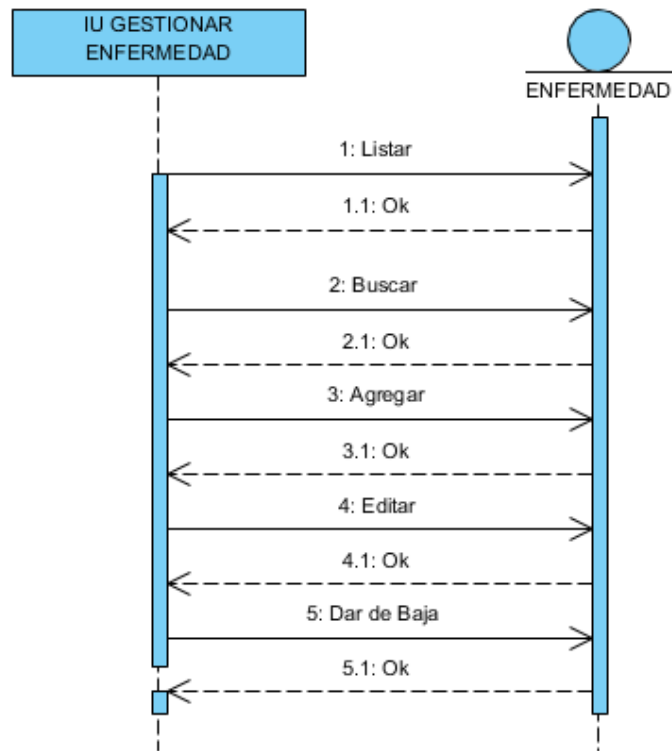 IU GESTIONAR
ENFERMEDAD
ENFERMEDAD
1: Listar
1.1: Ok
2: Buscar
2.1: Ok
3: Agregar
3.1: Ok
4: Editar
4.1: Ok
5: Dar de Baja
5.1: Ok